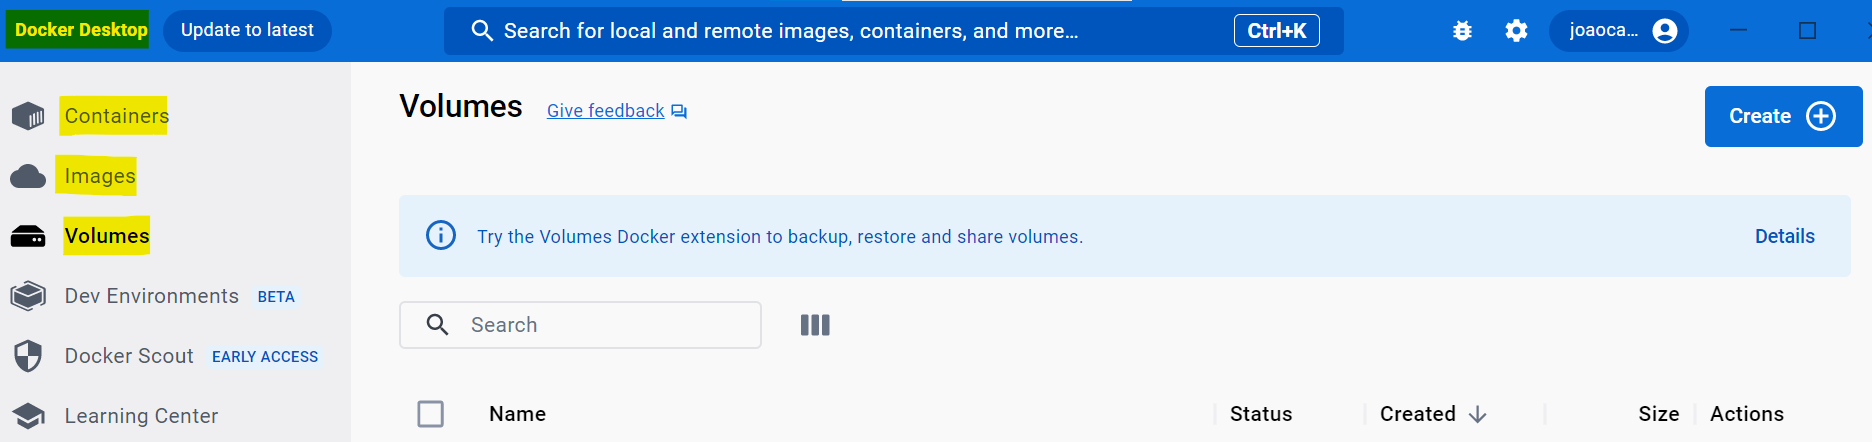 Docker Desktop Update to latest Search for local and remote images, containers, and more... Ctrl+K joaoca...
Containers
Images
Volumes
Dev Environments BETA
Docker Scout EARLY ACCESS
Learning Center
Volumes Give feedback Create
Try the Volumes Docker extension to backup, restore and share volumes. Details
Search
Name Status Created Size Actions